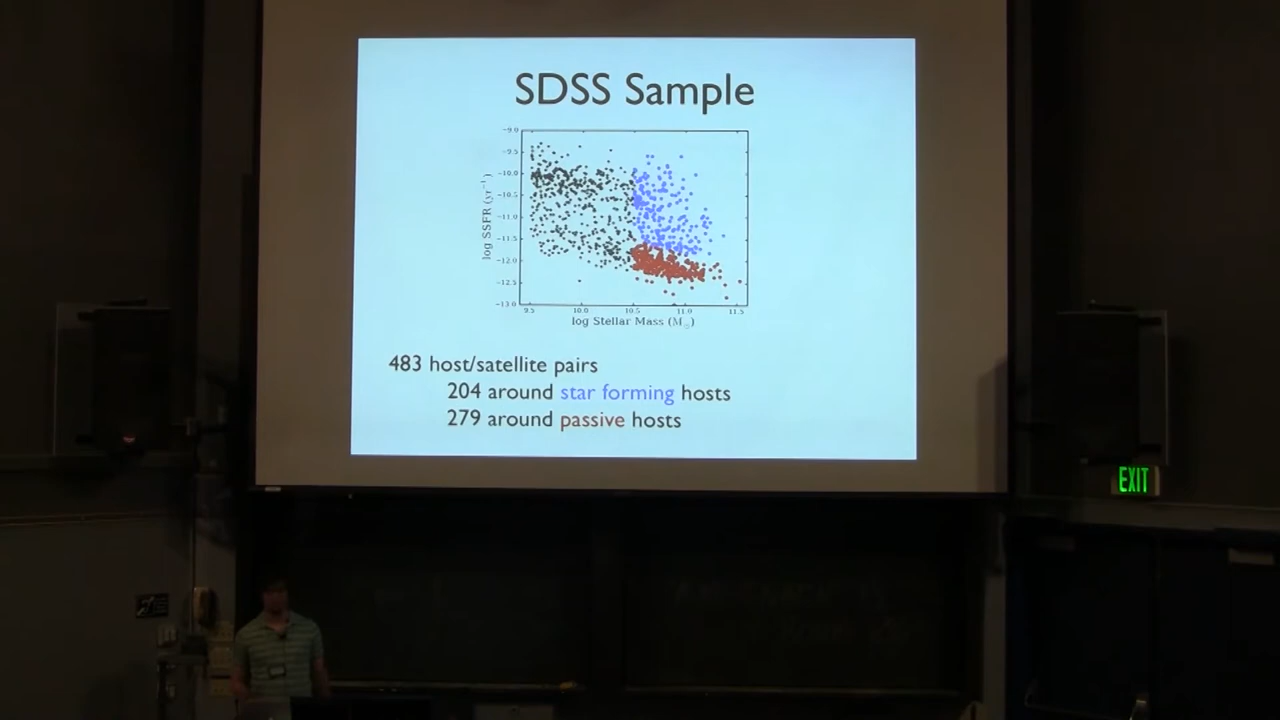 SDSS Sample
-9.0
-9.5
-10.0
-10.5
-11.0
-11.5
-12.0
-12.5
-13.0
log SSFR (yr⁻¹)
9.5 10.0 10.5 11.0 11.5
log Stellar Mass (M☉)
483 host/satellite pairs
204 around star forming hosts
279 around passive hosts
EXIT